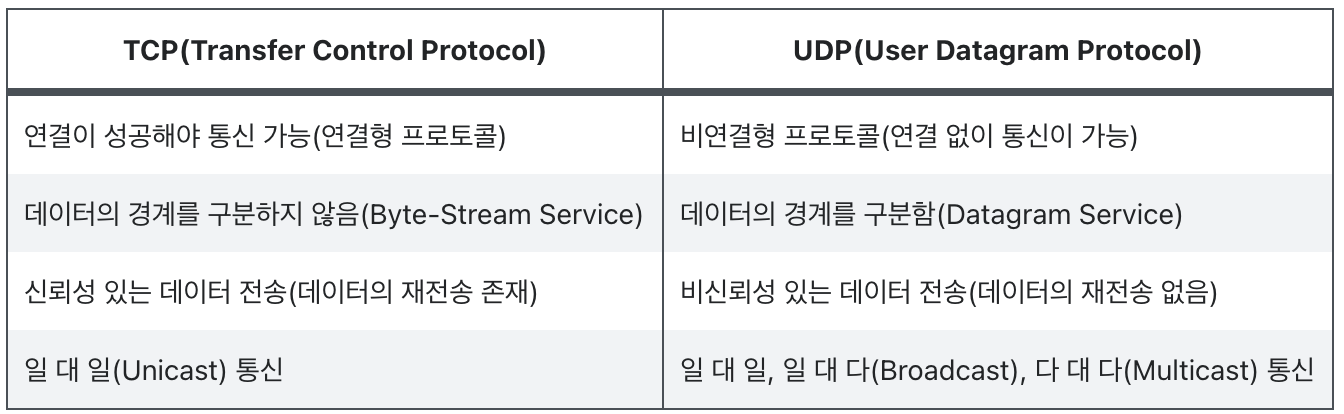 TCP(Transfer Control Protocol)
UDP(User Datagram Protocol)
연결이 성공해야 통신 가능(연결형 프로토콜)
비연결형 프로토콜(연결 없이 통신이 가능)
데이터의 경계를 구분하지 않음(Byte-Stream Service)
데이터의 경계를 구분함(Datagram Service)
신뢰성 있는 데이터 전송(데이터의 재전송 존재)
비신뢰성 있는 데이터 전송(데이터의 재전송 없음)
일 대 일(Unicast) 통신
일 대 일, 일 대 다(Broadcast), 다 대 다(Multicast) 통신